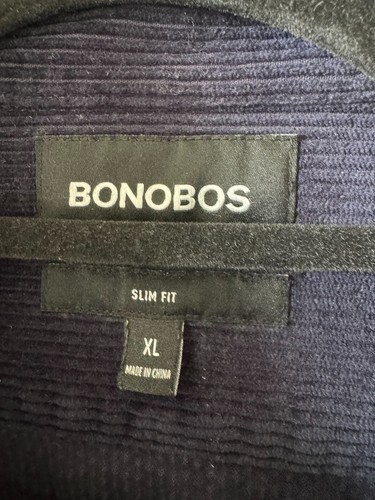 BONOBOS
SLIM FIT
XL
MADE IN CHINA